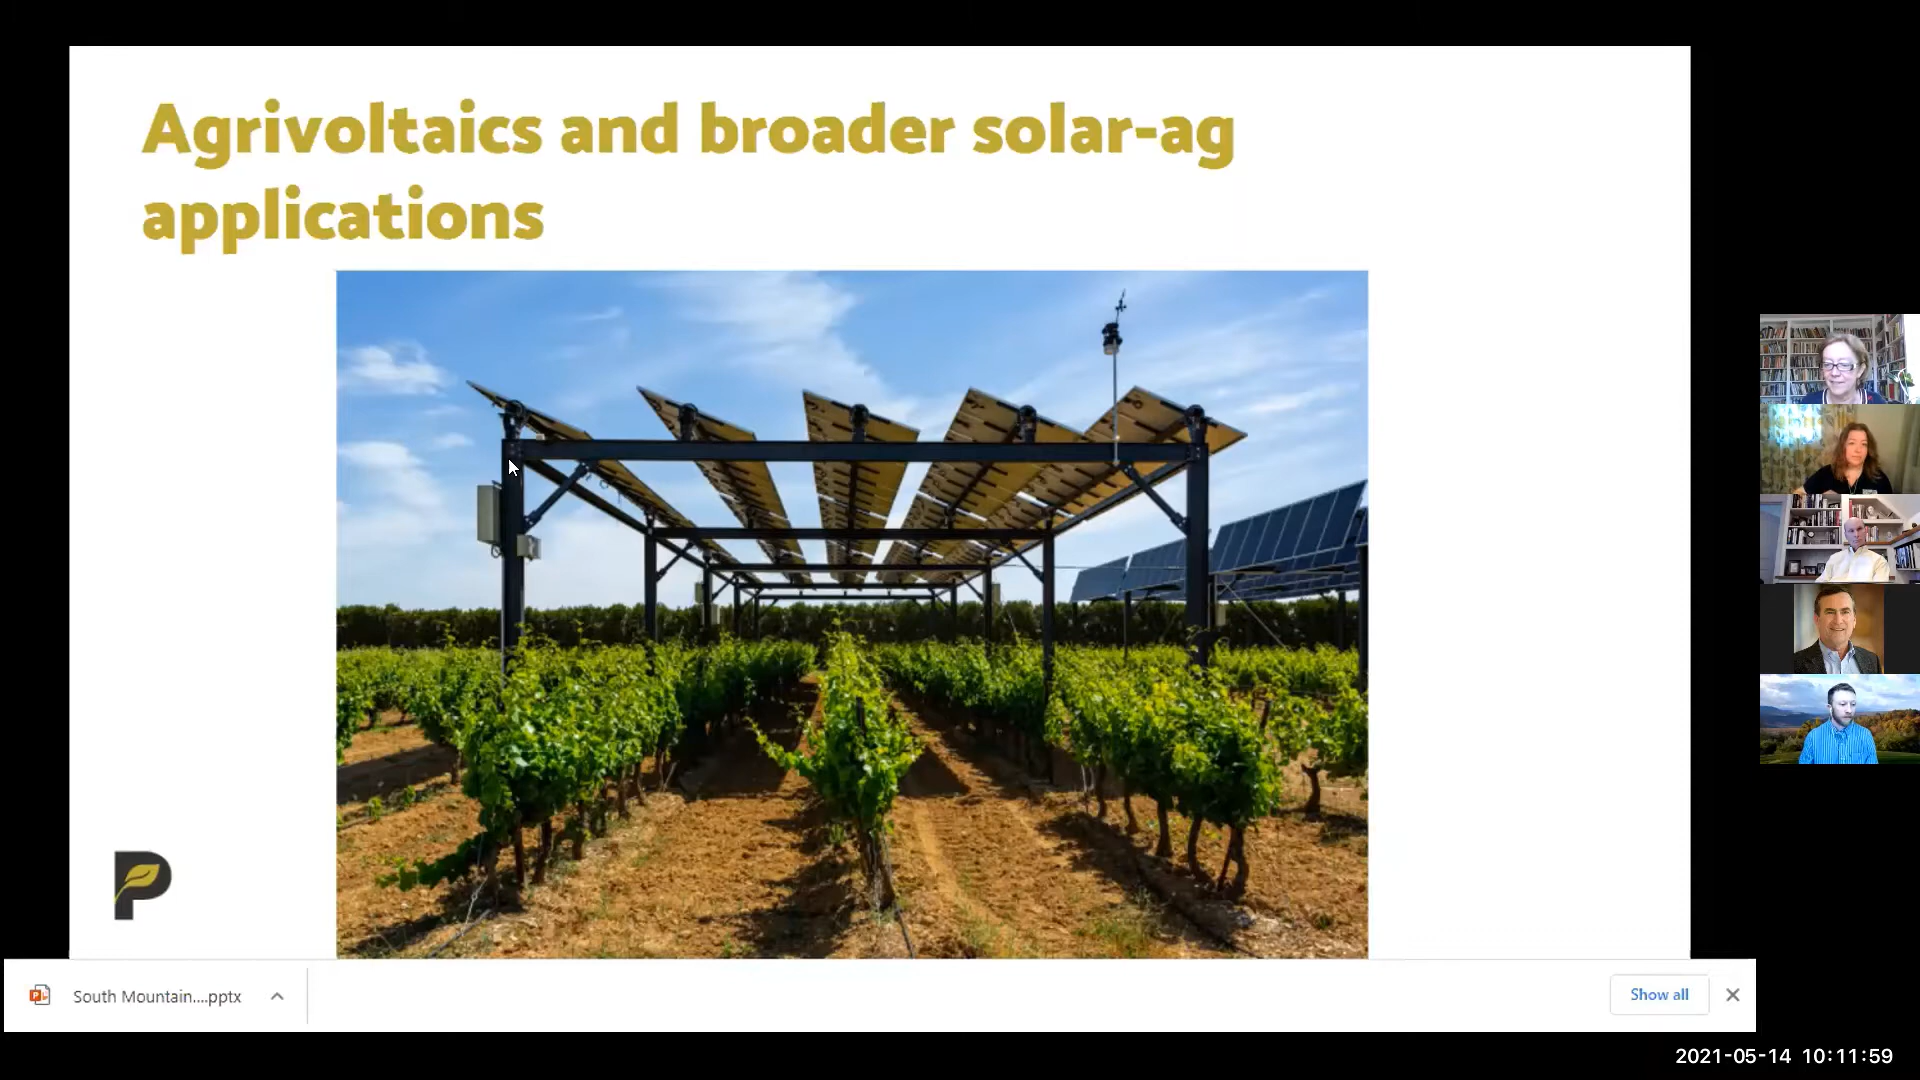 Agrivoltaics and broader solar-ag
applications
P
South Mountain....pptx
Show all
2021-05-14 10:11:59